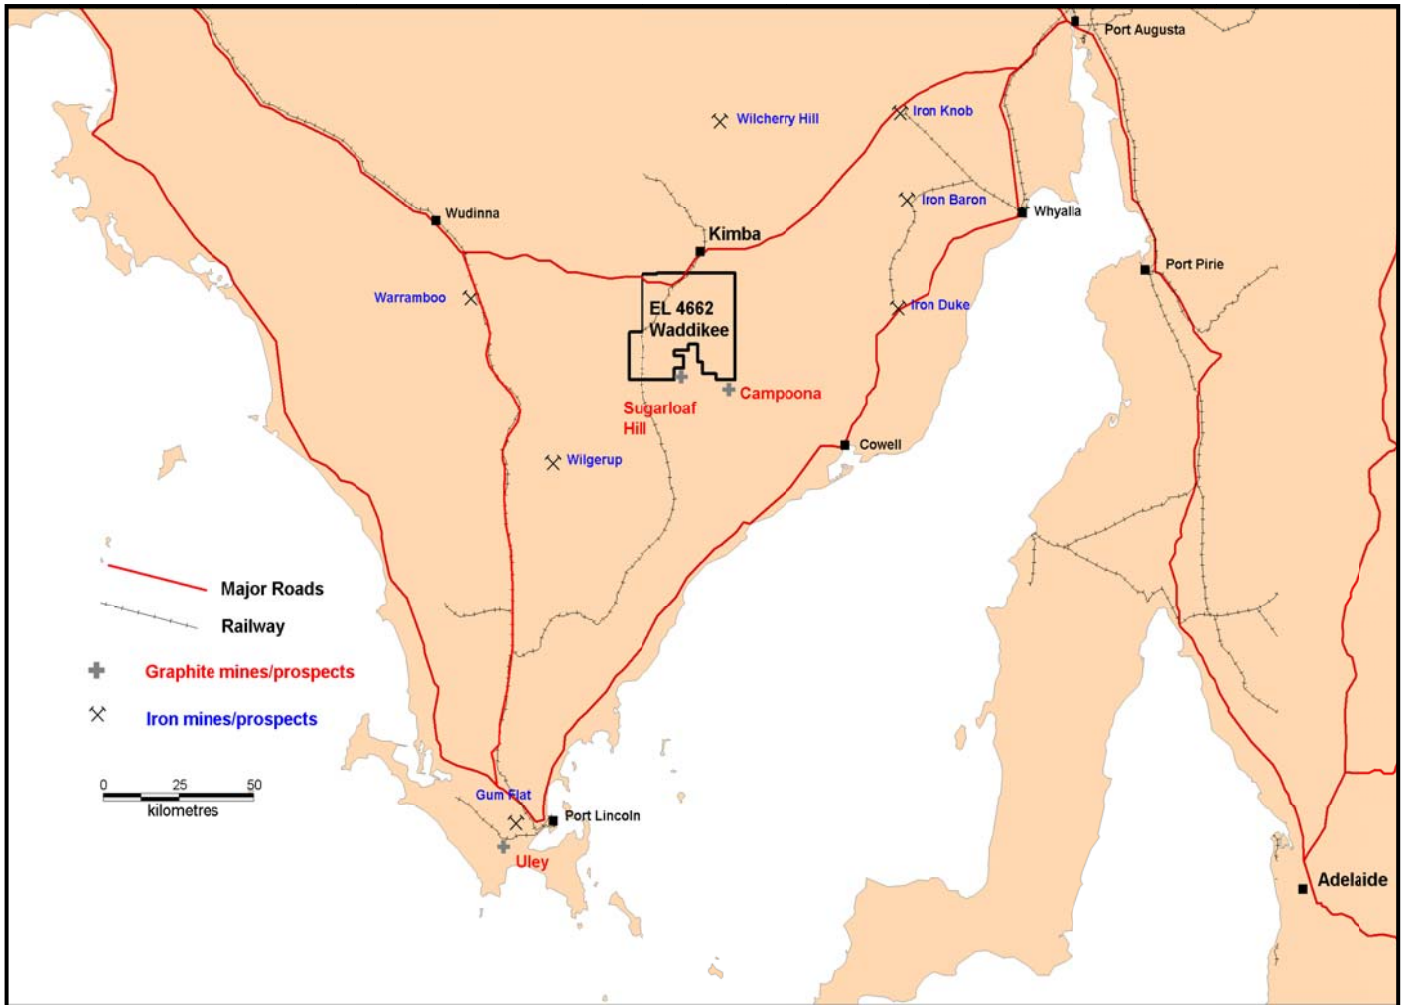 Port Augusta
Iron Knob
Wilcherry Hill
Iron Baron
Wudinna
Whyalla
Kimba
Port Pirie
Warramboo
EL 4662
Waddikee
Iron Duke
Campoona
Sugarloaf
Hill
Cowell
Wilgerup
Major Roads
Railway
Graphite mines/prospects
Iron mines/prospects
0 25 50
kilometres
Gum Flat
Port Lincoln
Uley
Adelaide